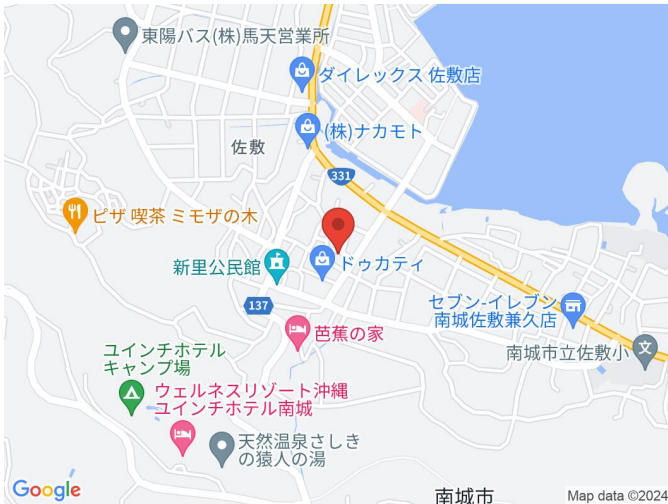 東陽バス(株)馬天営業所
ダイレックス 佐敷店
(株)ナカモト
佐敷
331
ピザ 喫茶 ミモザの木
新里公民館
ドゥカティ
137
セブン-イレブン
南城佐敷兼久店
芭蕉の家
南城市立佐敷小
ユインチホテル
キャンプ場
ウェルネスリゾート沖縄
ユインチホテル南城
天然温泉さしき
の猿人の湯
Google
南城市
Map data ©2024